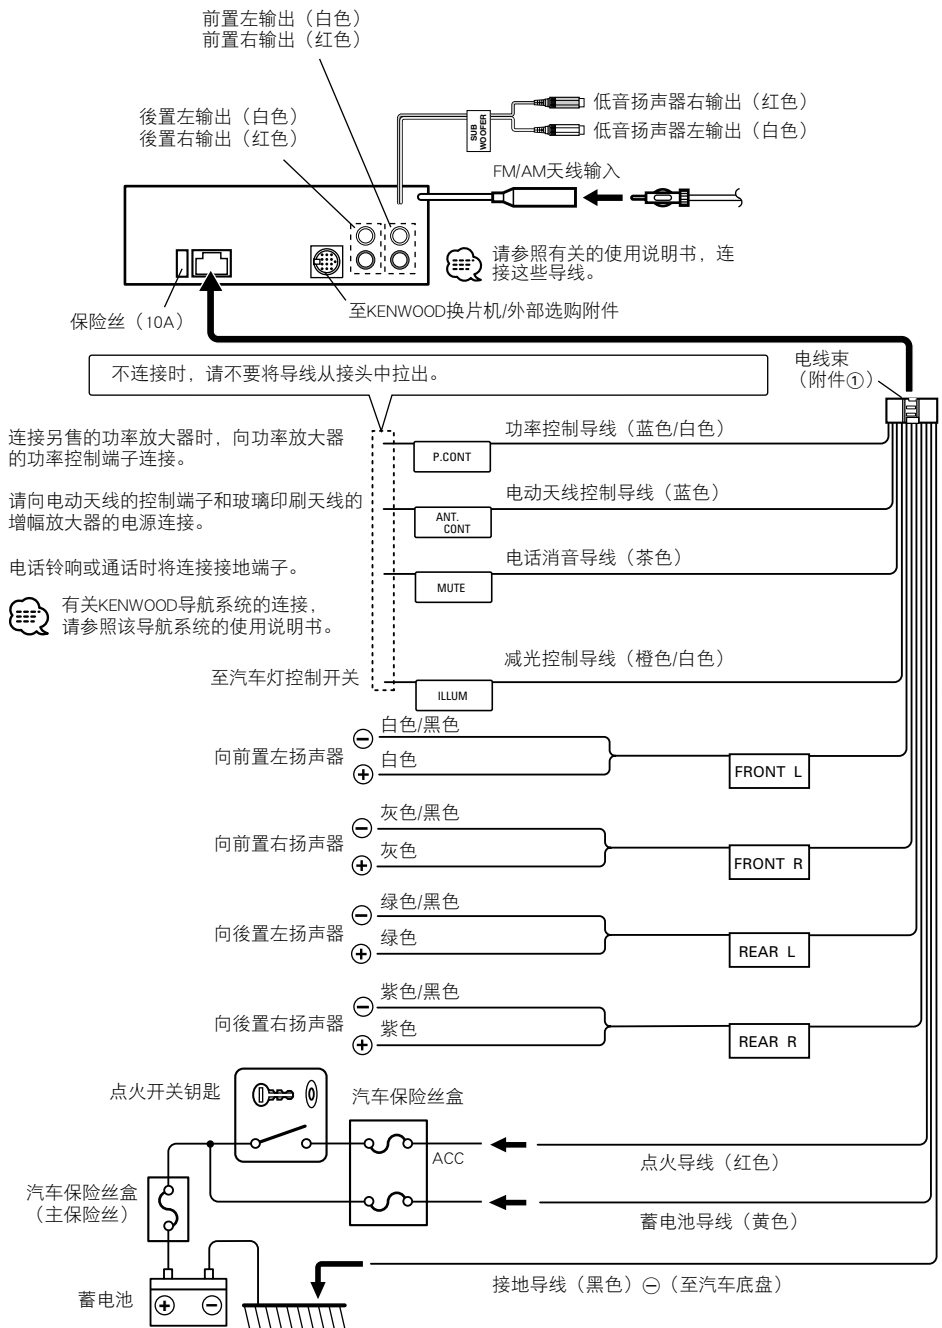 前置左输出（白色）
前置右输出（红色）
後置左输出（白色）
後置右输出（红色）
SUB
WOOFER
低音扬声器右输出（红色）
低音扬声器左输出（白色）
FM/AM天线输入
请参照有关的使用说明书，连
接这些导线。
至KENWOOD换片机/外部选购附件
保险丝（10A）
电线束
（附件①）
不连接时，请不要将导线从接头中拉出。
连接另售的功率放大器时，向功率放大器
的功率控制端子连接。
功率控制导线（蓝色/白色）
P.CONT
请向电动天线的控制端子和玻璃印刷天线的
增幅放大器的电源连接。
电动天线控制导线（蓝色）
ANT.
CONT
电话铃响或通话时将连接接地端子。
电话消音导线（茶色）
MUTE
有关KENWOOD导航系统的连接，
请参照该导航系统的使用说明书。
至汽车灯控制开关
减光控制导线（橙色/白色）
ILLUM
向前置左扬声器
⊖ 白色/黑色
⊕ 白色
FRONT L
向前置右扬声器
⊖ 灰色/黑色
⊕ 灰色
FRONT R
向後置左扬声器
⊖ 绿色/黑色
⊕ 绿色
REAR L
向後置右扬声器
⊖ 紫色/黑色
⊕ 紫色
REAR R
点火开关钥匙
汽车保险丝盒
ACC
点火导线（红色）
汽车保险丝盒
（主保险丝）
蓄电池导线（黄色）
接地导线（黑色）⊖（至汽车底盘）
蓄电池
⊕ ⊖